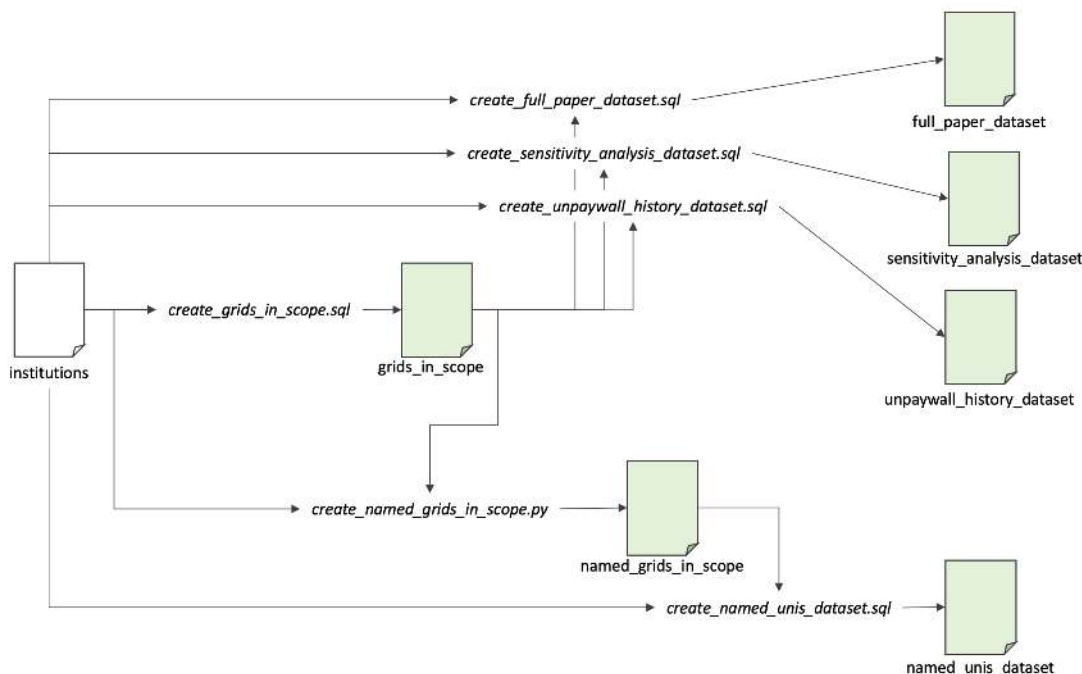 create_full_paper_dataset.sql
full_paper_dataset
create_sensitivity_analysis_dataset.sql
create_unpaywall_history_dataset.sql
sensitivity_analysis_dataset
create_grids_in_scope.sql
institutions
grids_in_scope
unpaywall_history_dataset
create_named_grids_in_scope.py
named_grids_in_scope
create_named_unis_dataset.sql
named_unis_dataset